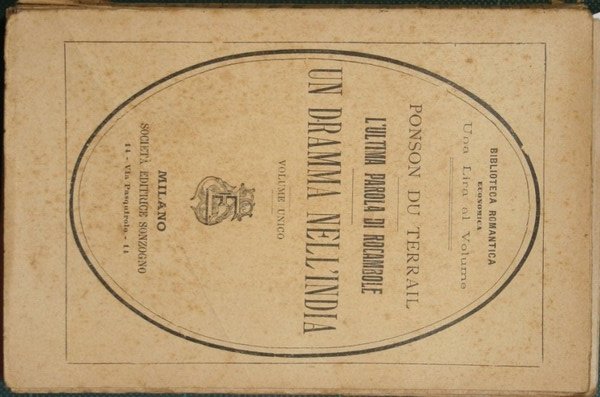 BIBLIOTECA ROMANTICA
ECONOMICA
Una Lira al Volume
PONSON DU TERRAIL
L'ULTIMA PAROLA DI ROCAMBOLE
UN DRAMMA NELL'INDIA
VOLUME UNICO
MILANO
SOCIETÀ EDITRICE SONZOGNO
14 - Via Pasquirolo - 14